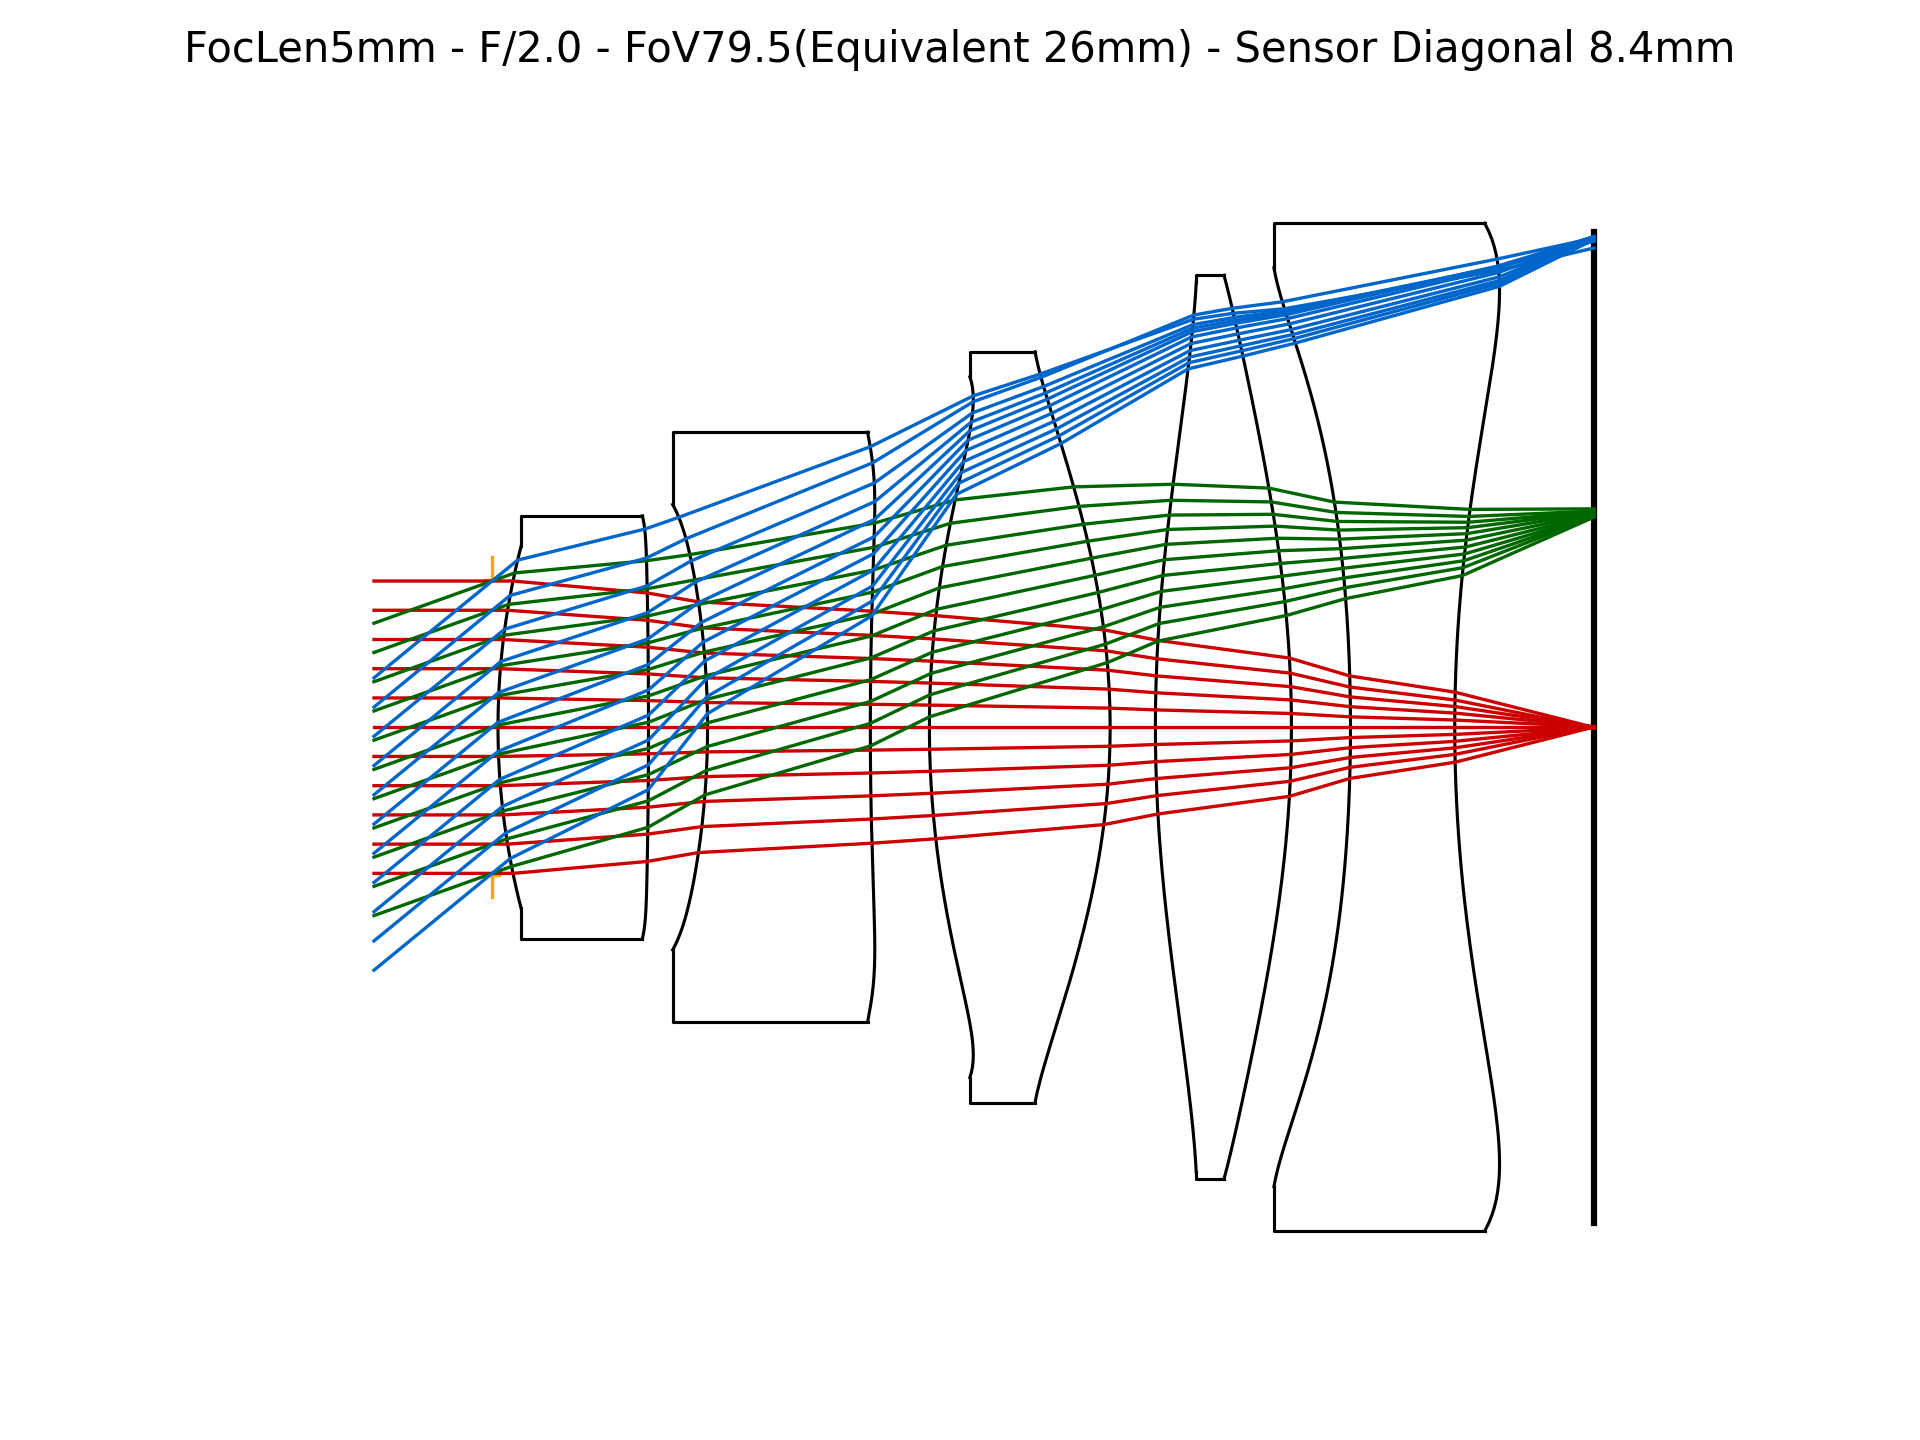 FocLen5mm - F/2.0 - FoV79.5(Equivalent 26mm) - Sensor Diagonal 8.4mm